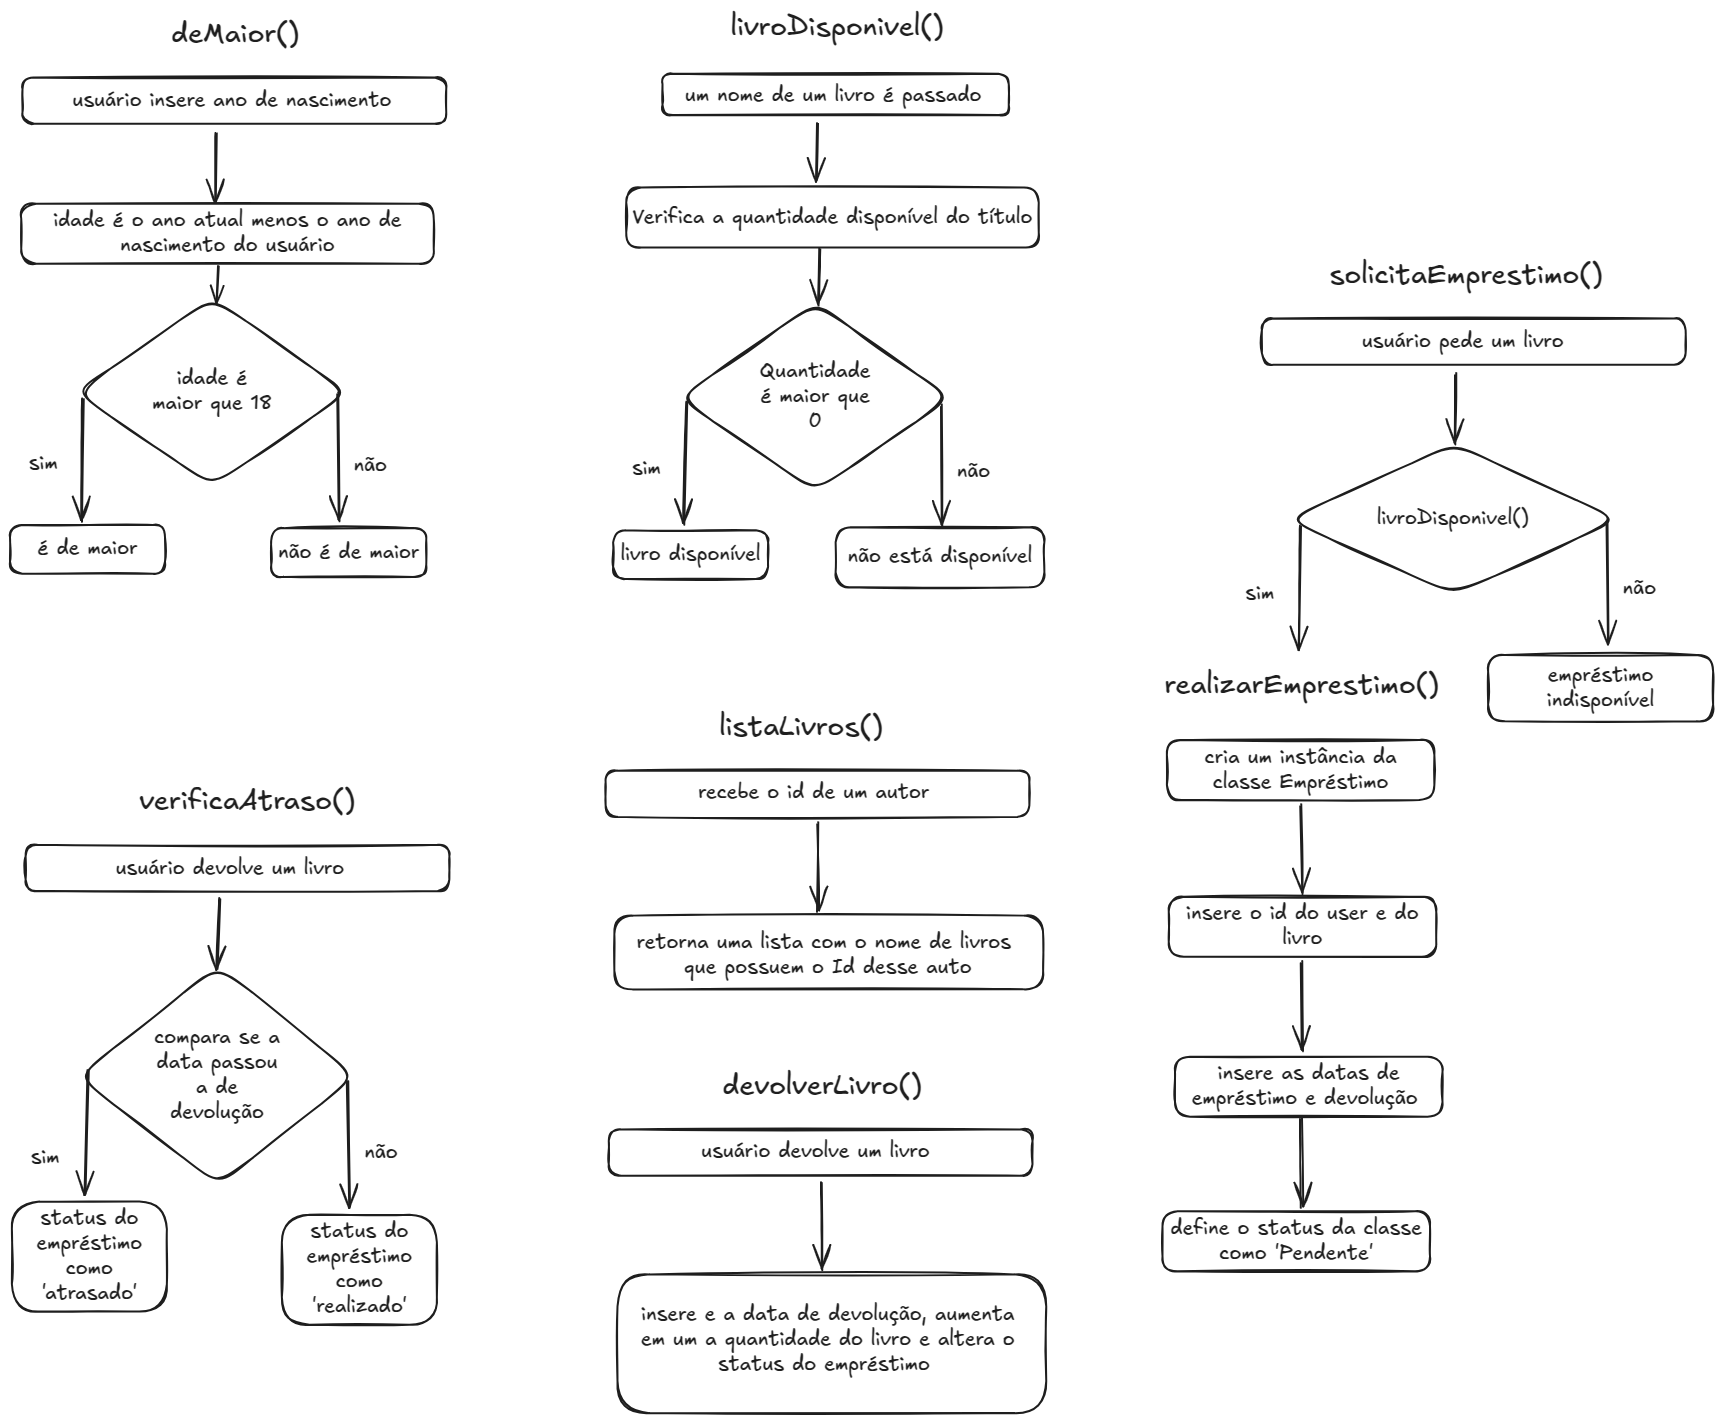 deMaior()
usuário insere ano de nascimento
idade é o ano atual menos o ano de
nascimento do usuário
idade é
maior que 18
sim
não
é de maior
não é de maior
livroDisponivel()
um nome de um livro é passado
Verifica a quantidade disponível do título
Quantidade
é maior que
0
sim
não
livro disponível
não está disponível
solicitaEmprestimo()
usuário pede um livro
livroDisponivel()
sim
não
empréstimo
indisponível
realizarEmprestimo()
cria um instância da
classe Empréstimo
insere o id do user e do
livro
insere as datas de
empréstimo e devolução
define o status da classe
como 'Pendente'
verificaAtraso()
usuário devolve um livro
compara se a
data passou
a de
devolução
sim
não
status do
empréstimo
como
'atrasado'
status do
empréstimo
como
'realizado'
listaLivros()
recebe o id de um autor
retorna uma lista com o nome de livros
que possuem o Id desse auto
devolverLivro()
usuário devolve um livro
insere e a data de devolução, aumenta
em um a quantidade do livro e altera o
status do empréstimo